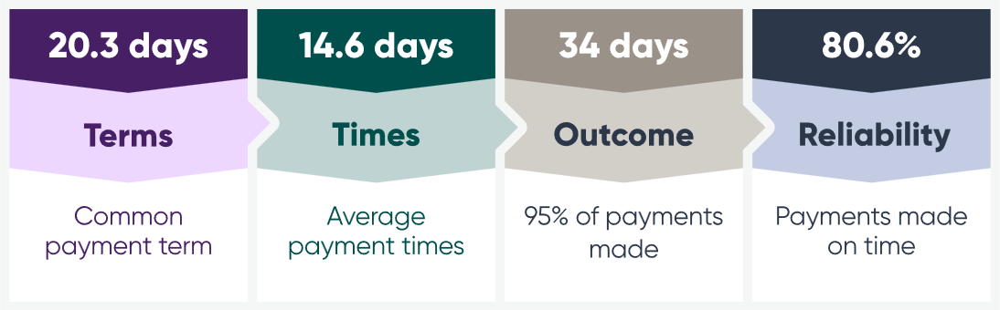 20.3 days
Terms
Common
payment term
14.6 days
Times
Average
payment times
34 days
Outcome
95% of payments
made
80.6%
Reliability
Payments made
on time